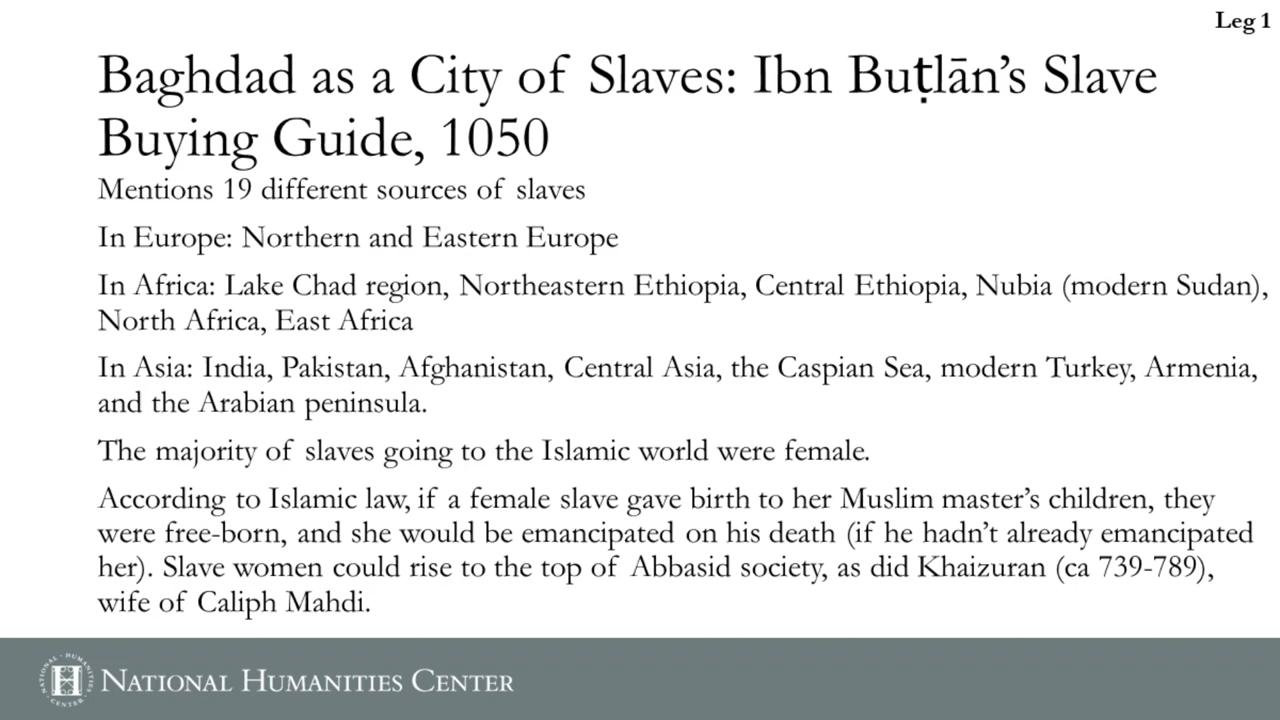 Leg 1
Baghdad as a City of Slaves: Ibn Buṭlān’s Slave
Buying Guide, 1050
Mentions 19 different sources of slaves
In Europe: Northern and Eastern Europe
In Africa: Lake Chad region, Northeastern Ethiopia, Central Ethiopia, Nubia (modern Sudan),
North Africa, East Africa
In Asia: India, Pakistan, Afghanistan, Central Asia, the Caspian Sea, modern Turkey, Armenia,
and the Arabian peninsula.
The majority of slaves going to the Islamic world were female.
According to Islamic law, if a female slave gave birth to her Muslim master’s children, they
were free-born, and she would be emancipated on his death (if he hadn’t already emancipated
her). Slave women could rise to the top of Abbasid society, as did Khaizuran (ca 739-789),
wife of Caliph Mahdi.
NATIONAL · HUMANITIES · CENTER
H
NATIONAL HUMANITIES CENTER